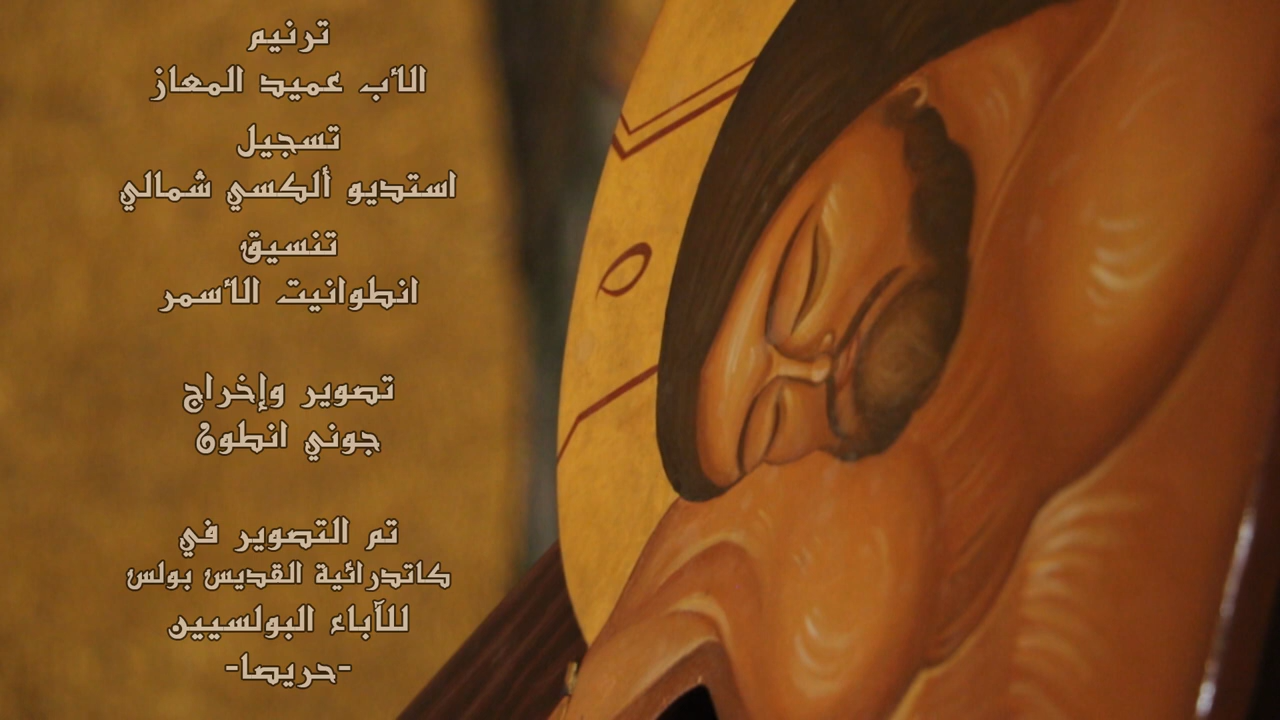 ترنيم
الأب عميد المعاز
تسجيل
استديو ألكسي شمالي
تنسيق
انطوانيت الأسمر
تصوير وإخراج
جوني انطون
تم التصوير في
كاتدرائية القديس بولس
للآباء البولسيين
-حريصا-